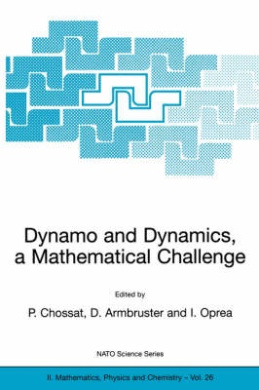 Dynamo and Dynamics,
a Mathematical Challenge
Edited by
P. Chossat, D. Armbruster and I. Oprea
NATO Science Series
II. Mathematics, Physics and Chemistry – Vol. 26